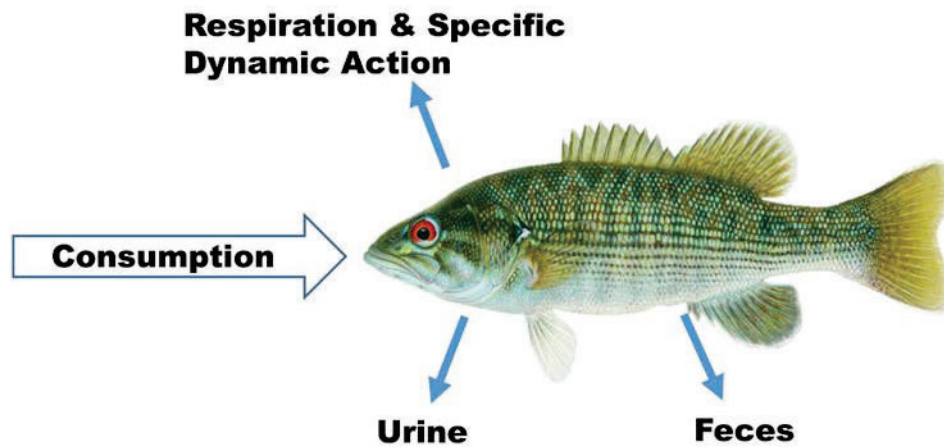 Respiration & Specific
Dynamic Action
Consumption
Urine
Feces